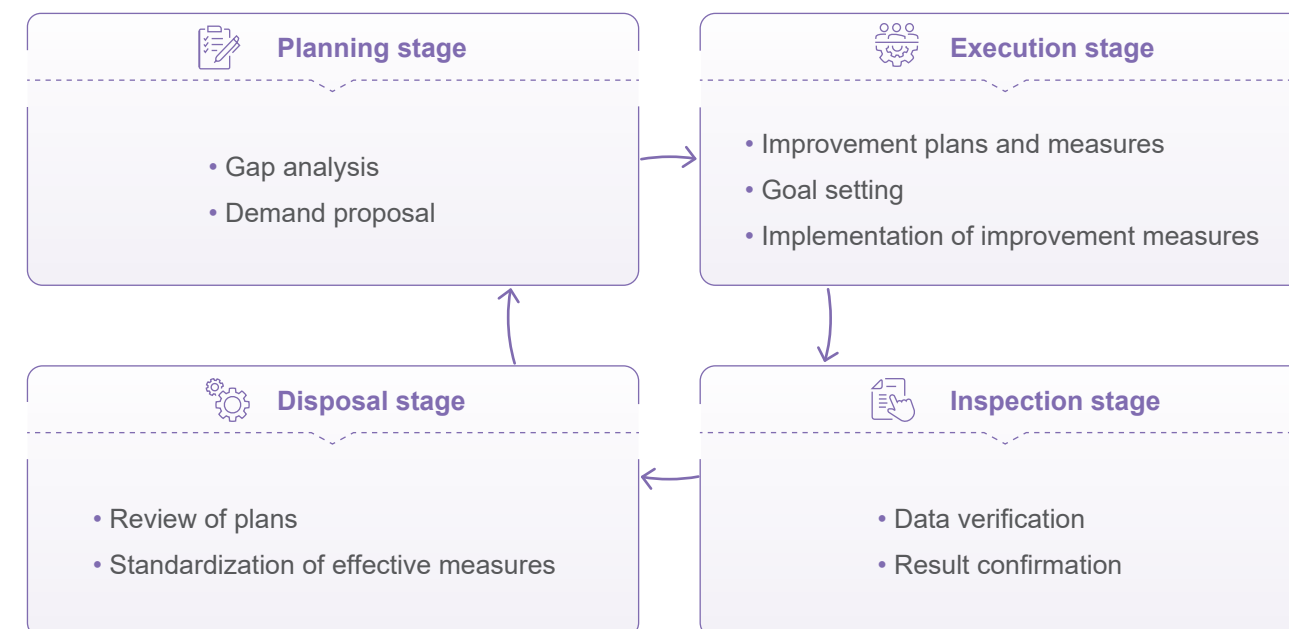 Planning stage
• Gap analysis
• Demand proposal
Execution stage
• Improvement plans and measures
• Goal setting
• Implementation of improvement measures
Disposal stage
• Review of plans
• Standardization of effective measures
Inspection stage
• Data verification
• Result confirmation